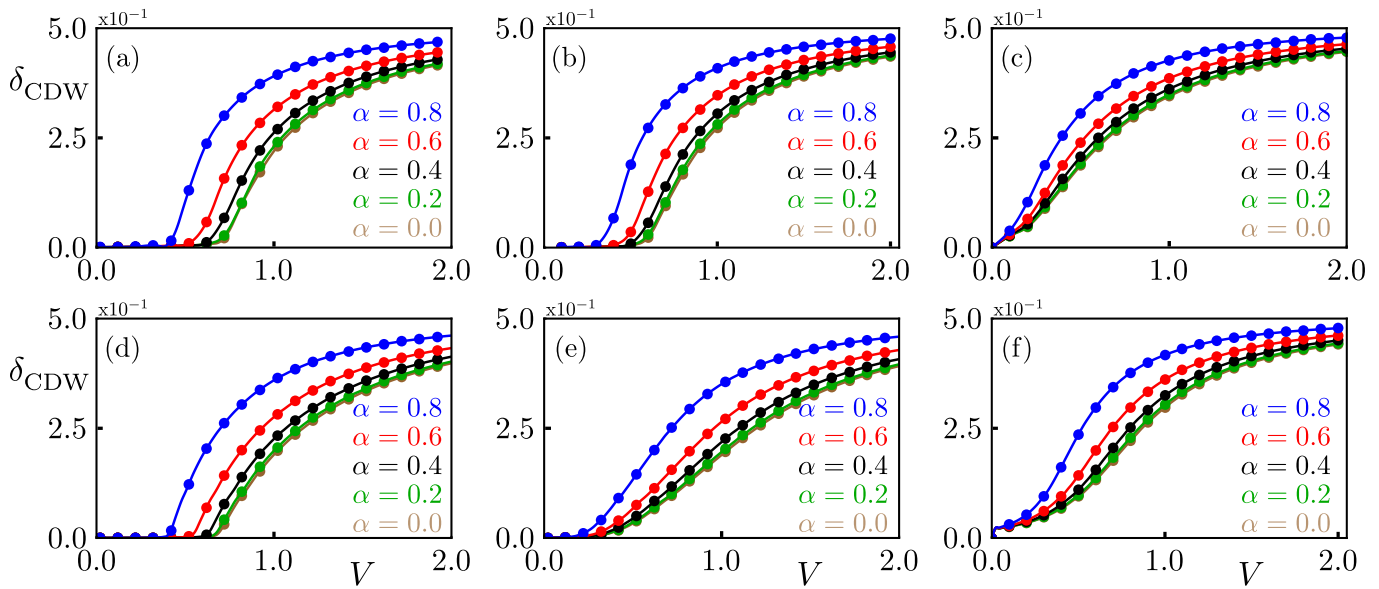 x10⁻¹ x10⁻¹ x10⁻¹
5.0 (a) 5.0 (b) 5.0 (c)
δ_CDW
α = 0.8 α = 0.8 α = 0.8
2.5 α = 0.6 2.5 α = 0.6 2.5 α = 0.6
α = 0.4 α = 0.4 α = 0.4
α = 0.2 α = 0.2 α = 0.2
α = 0.0 α = 0.0 α = 0.0
0.0 0.0 0.0
0.0 1.0 2.0 0.0 1.0 2.0 0.0 1.0 2.0
x10⁻¹ x10⁻¹ x10⁻¹
5.0 (d) 5.0 (e) 5.0 (f)
δ_CDW
α = 0.8 α = 0.8 α = 0.8
2.5 α = 0.6 2.5 α = 0.6 2.5 α = 0.6
α = 0.4 α = 0.4 α = 0.4
α = 0.2 α = 0.2 α = 0.2
α = 0.0 α = 0.0 α = 0.0
0.0 0.0 0.0
0.0 1.0 V 2.0 0.0 1.0 V 2.0 0.0 1.0 V 2.0